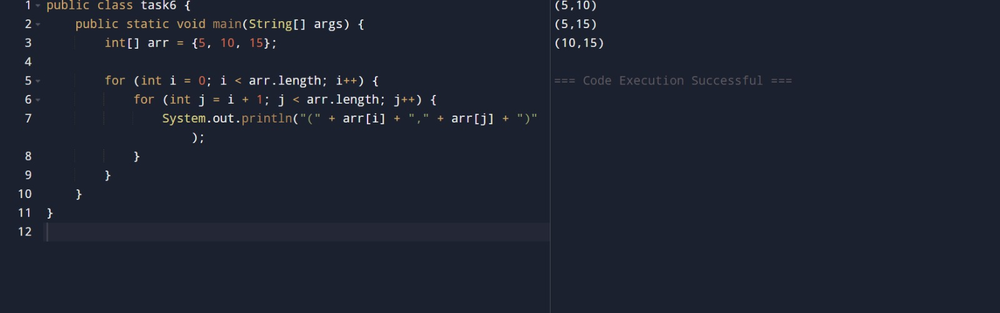 1 public class task6 {
2 public static void main(String[] args) {
3 int[] arr = {5, 10, 15};
4
5 for (int i = 0; i < arr.length; i++) {
6 for (int j = i + 1; j < arr.length; j++) {
7 System.out.println("(" + arr[i] + "," + arr[j] + ")"
);
8 }
9 }
10 }
11 }
12
(5,10)
(5,15)
(10,15)
=== Code Execution Successful ===